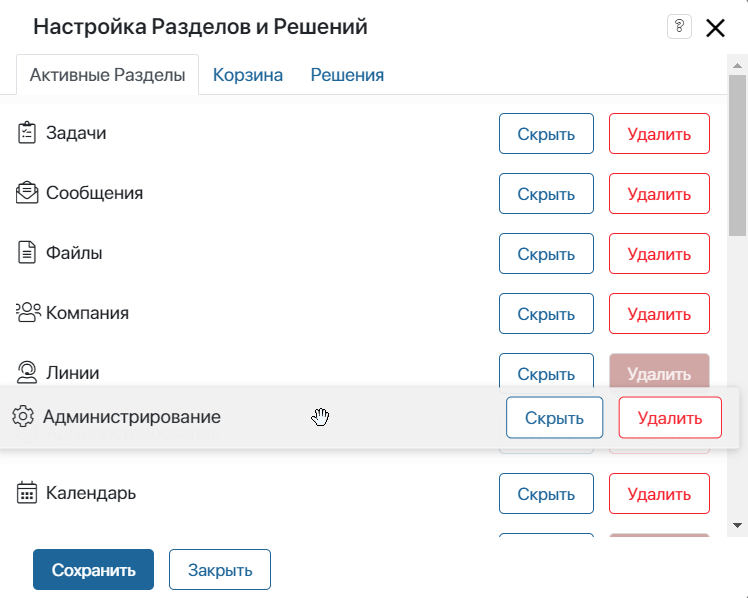 Настройка Разделов и Решений ?
Активные Разделы Корзина Решения
Задачи Скрыть Удалить
Сообщения Скрыть Удалить
Файлы Скрыть Удалить
Компания Скрыть Удалить
Линии Скрыть Удалить
Администрирование Скрыть Удалить
Календарь Скрыть Удалить
Сохранить Закрыть